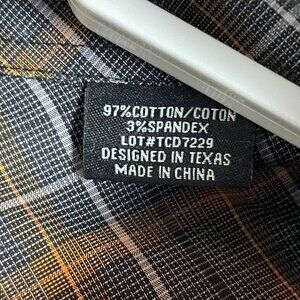 97%COTTON/COTON
3%SPANDEX
LOT#TCD7229
DESIGNED IN TEXAS
MADE IN CHINA